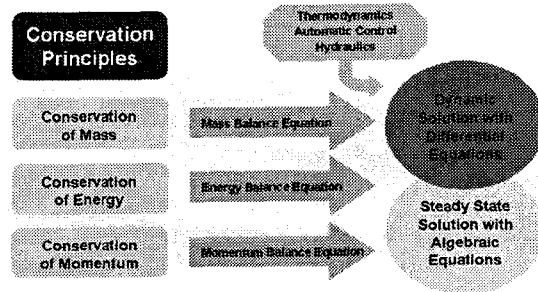 Conservation
Principles
Thermodynamics
Automatic Control
Hydraulics
Conservation
of Mass
Mass Balance Equation
Dynamic
Solution with
Differential
Equations
Conservation
of Energy
Energy Balance Equation
Steady State
Solution with
Algebraic
Equations
Conservation
of Momentum
Momentum Balance Equation